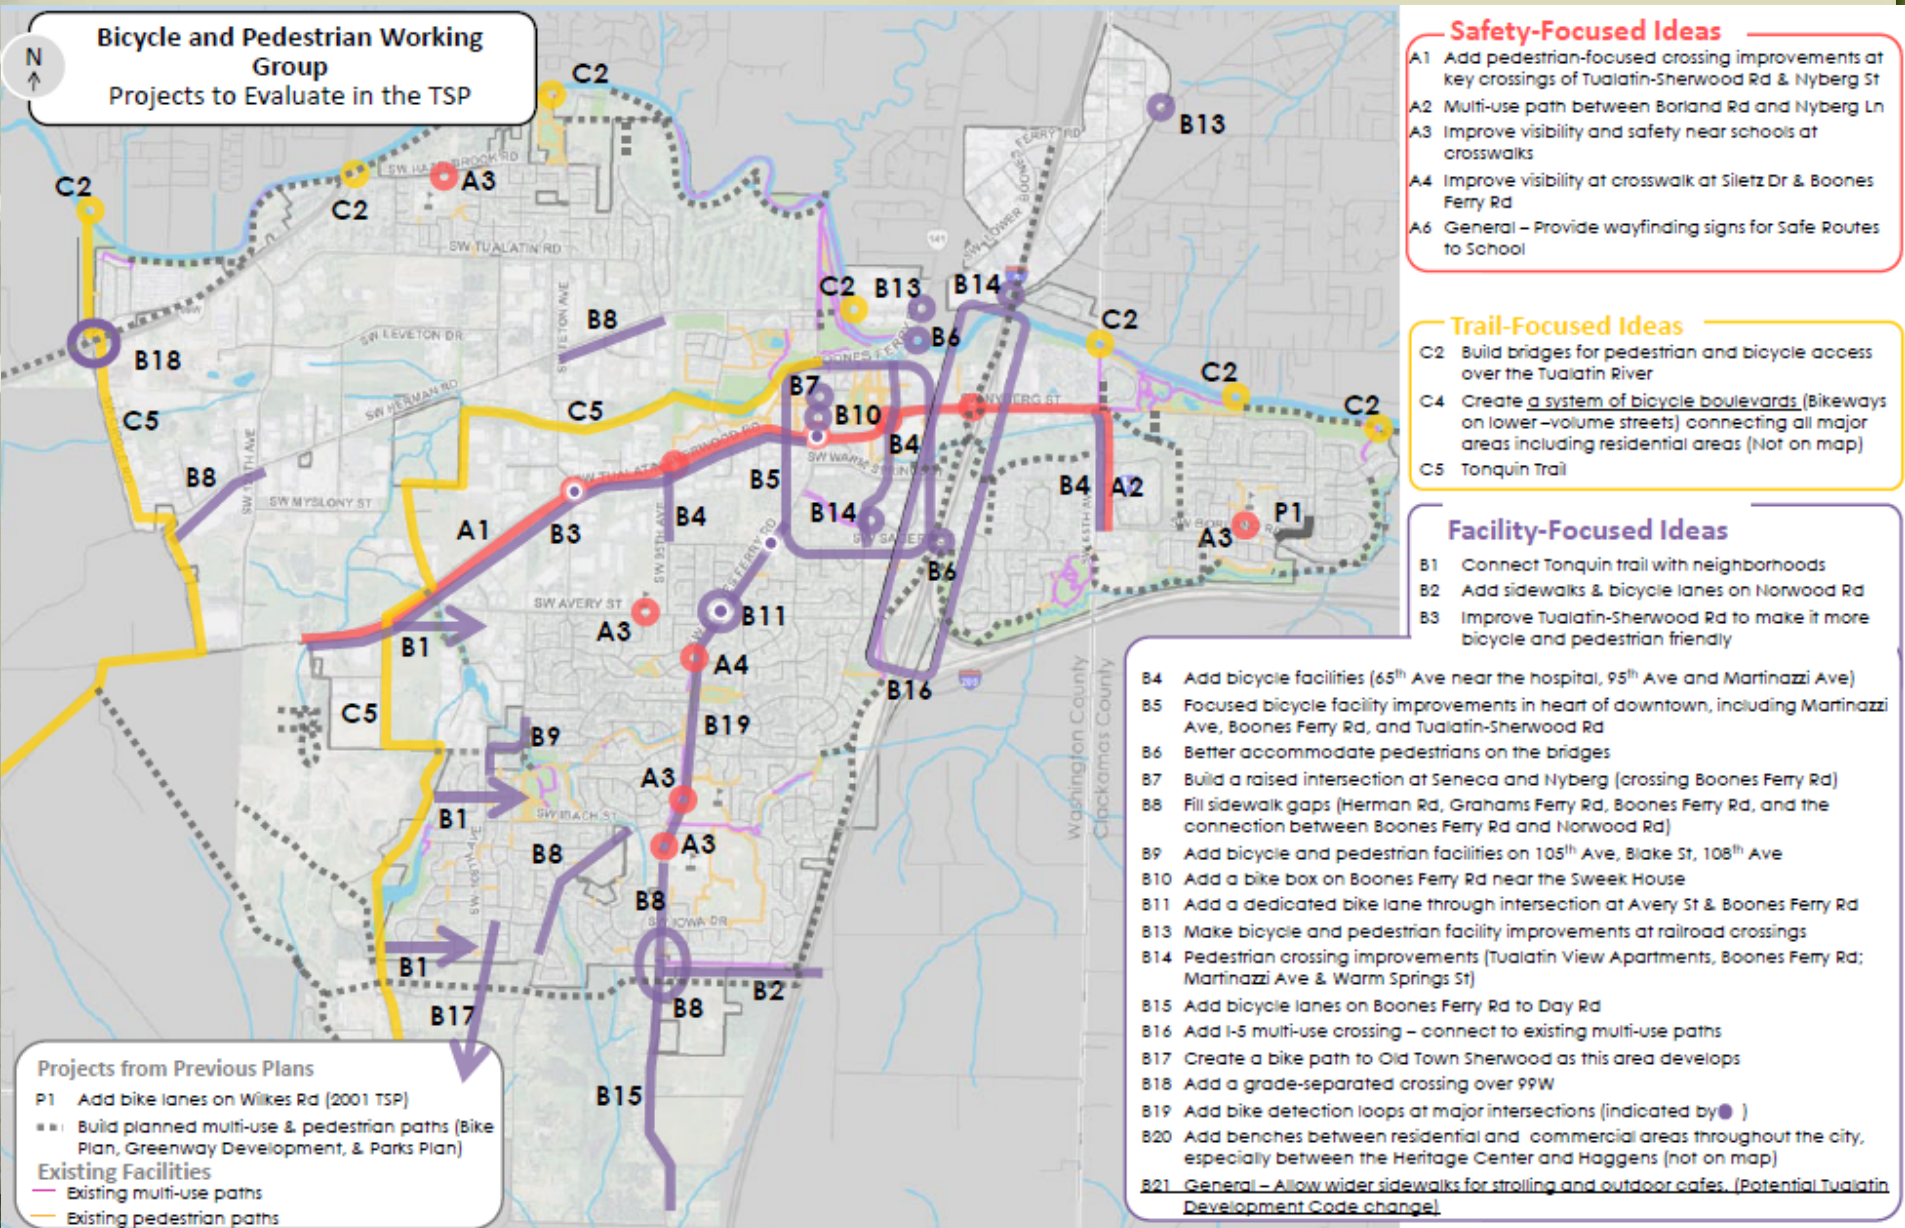 Bicycle and Pedestrian Working
Group
Projects to Evaluate in the TSP
N
Safety-Focused Ideas
A1 Add pedestrian-focused crossing improvements at
key crossings of Tualatin-Sherwood Rd & Nyberg St
A2 Multi-use path between Borland Rd and Nyberg Ln
A3 Improve visibility and safety near schools at
crosswalks
A4 Improve visibility at crosswalk at Siletz Dr & Boones
Ferry Rd
A6 General – Provide wayfinding signs for Safe Routes
to School
Trail-Focused Ideas
C2 Build bridges for pedestrian and bicycle access
over the Tualatin River
C4 Create a system of bicycle boulevards (Bikeways
on lower –volume streets) connecting all major
areas including residential areas (Not on map)
C5 Tonquin Trail
Facility-Focused Ideas
B1 Connect Tonquin trail with neighborhoods
B2 Add sidewalks & bicycle lanes on Norwood Rd
B3 Improve Tualatin-Sherwood Rd to make it more
bicycle and pedestrian friendly
B4 Add bicycle facilities (65th Ave near the hospital, 95th Ave and Martinazzi Ave)
B5 Focused bicycle facility improvements in heart of downtown, including Martinazzi
Ave, Boones Ferry Rd, and Tualatin-Sherwood Rd
B6 Better accommodate pedestrians on the bridges
B7 Build a raised intersection at Seneca and Nyberg (crossing Boones Ferry Rd)
B8 Fill sidewalk gaps (Herman Rd, Grahams Ferry Rd, Boones Ferry Rd, and the
connection between Boones Ferry Rd and Norwood Rd)
B9 Add bicycle and pedestrian facilities on 105th Ave, Blake St, 108th Ave
B10 Add a bike box on Boones Ferry Rd near the Sweek House
B11 Add a dedicated bike lane through intersection at Avery St & Boones Ferry Rd
B13 Make bicycle and pedestrian facility improvements at railroad crossings
B14 Pedestrian crossing improvements (Tualatin View Apartments, Boones Ferry Rd;
Martinazzi Ave & Warm Springs St)
B15 Add bicycle lanes on Boones Ferry Rd to Day Rd
B16 Add I-5 multi-use crossing – connect to existing multi-use paths
B17 Create a bike path to Old Town Sherwood as this area develops
B18 Add a grade-separated crossing over 99W
B19 Add bike detection loops at major intersections (indicated by )
B20 Add benches between residential and commercial areas throughout the city,
especially between the Heritage Center and Haggens (not on map)
B21 General – Allow wider sidewalks for strolling and outdoor cafes. (Potential Tualatin
Development Code change)
Projects from Previous Plans
P1 Add bike lanes on Wilkes Rd (2001 TSP)
Build planned multi-use & pedestrian paths (Bike
Plan, Greenway Development, & Parks Plan)
Existing Facilities
Existing multi-use paths
Existing pedestrian paths
C2
B13
A3
C2
C2
SW TUALATIN RD
141
C2
B13
B14
B8
C2
B6
SW LEVETON DR
B18
C2
B7
SW HERMAN RD
C5
B10
NYBERG ST
C2
C5
B4
B8
B5
SW MYSLONY ST
B4
A2
B14
B4
P1
A1
B3
A3
B6
SW AVERY ST
A3
B11
B1
A4
B16
205
Washington County
Clackamas County
C5
B19
B9
A3
B1
SW IBACH ST
A3
B8
B8
SW IOWA DR
B1
B2
B8
B17
B15